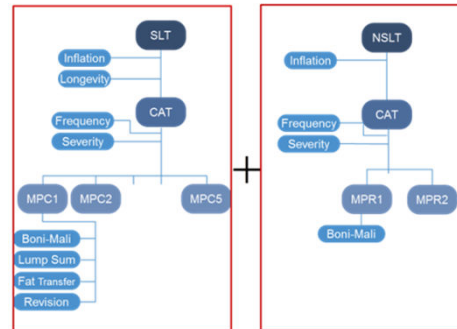 SLT
Inflation
Longevity
CAT
Frequency
Severity
MPC1 MPC2 MPC5
Boni-Mali
Lump Sum
Fat Transfer
Revision
+
NSLT
Inflation
CAT
Frequency
Severity
MPR1 MPR2
Boni-Mali